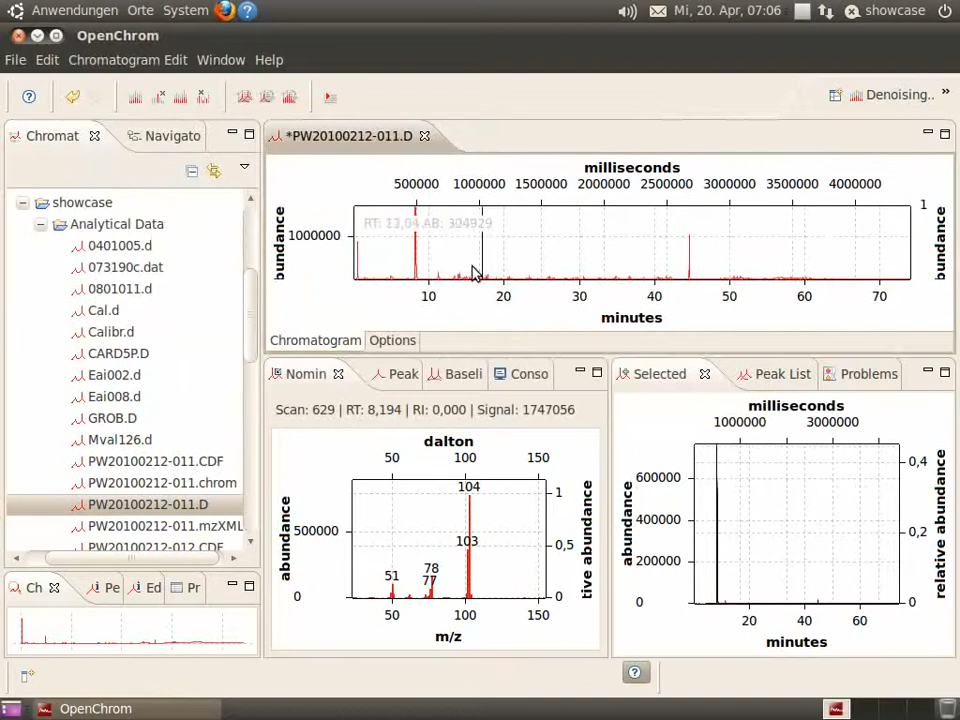 Anwendungen Orte System Mi, 20. Apr, 07:06 showcase
OpenChrom
File Edit Chromatogram Edit Window Help
Denoising.. »
Chromat
Navigato
showcase
Analytical Data
0401005.d
073190c.dat
0801011.d
Cal.d
Calibr.d
CARD5P.D
Eai002.d
Eai008.d
GROB.D
Mval126.d
PW20100212-011.CDF
PW20100212-011.chrom
PW20100212-011.D
PW20100212-011.mzXML
PW20100212-012.CDF
Ch Pe Ed Pr
*PW20100212-011.D
milliseconds
500000 1000000 1500000 2000000 2500000 3000000 3500000 4000000
bundance
1000000
1
bundance
10 20 30 40 50 60 70
minutes
Chromatogram Options
Nomin Peak Baseli Conso
Scan: 629 | RT: 8,194 | RI: 0,000 | Signal: 1747056
dalton
50 100 150
abundance
500000
0
104
103
78
77
51
1
0,5
0
tive abundance
50 100 150
m/z
Selected Peak List Problems
milliseconds
1000000 3000000
abundance
600000
400000
200000
0
0,4
0,2
0
relative abundance
20 40 60
minutes
OpenChrom